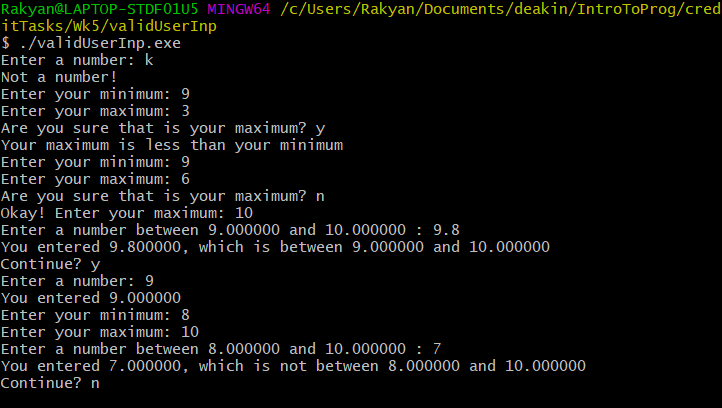 Rakyan@LAPTOP-STDF01U5 MINGW64 /c/Users/Rakyan/Documents/deakin/IntroToProg/cred
itTasks/Wk5/validUserInp
$ ./validUserInp.exe
Enter a number: k
Not a number!
Enter your minimum: 9
Enter your maximum: 3
Are you sure that is your maximum? y
Your maximum is less than your minimum
Enter your minimum: 9
Enter your maximum: 6
Are you sure that is your maximum? n
Okay! Enter your maximum: 10
Enter a number between 9.000000 and 10.000000 : 9.8
You entered 9.800000, which is between 9.000000 and 10.000000
Continue? y
Enter a number: 9
You entered 9.000000
Enter your minimum: 8
Enter your maximum: 10
Enter a number between 8.000000 and 10.000000 : 7
You entered 7.000000, which is not between 8.000000 and 10.000000
Continue? n